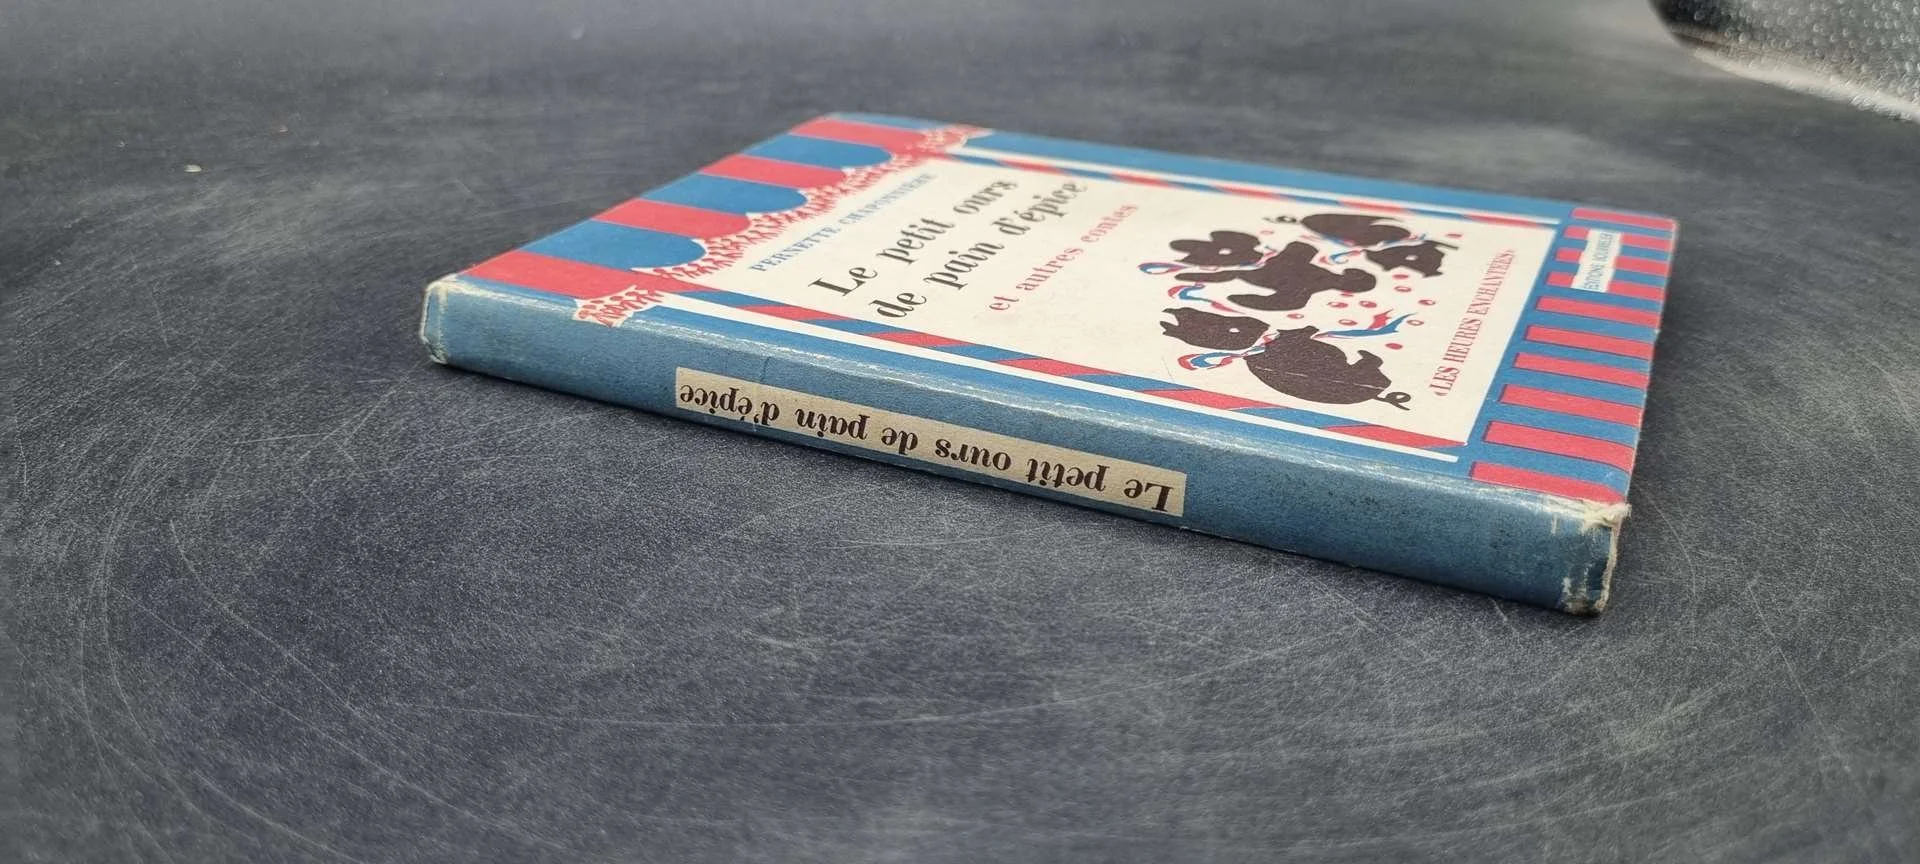 PERNETTE CHAPONNIÈRE
Le petit ours
de pain d'épice
et autres contes
«LES HEURES ENCHANTÉES»
ÉDITIONS BOURRELIER
Le petit ours de pain d'épice